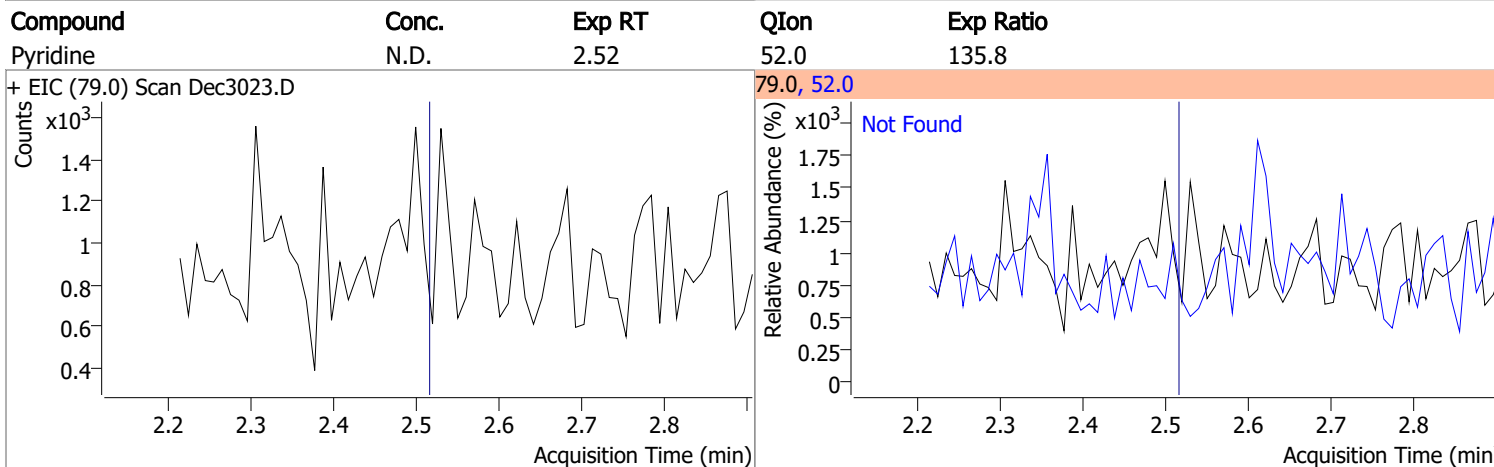 Compound Conc. Exp RT QIon Exp Ratio
Pyridine N.D. 2.52 52.0 135.8
+ EIC (79.0) Scan Dec3023.D
Counts
x10³
1.4
1.2
1
0.8
0.6
0.4
2.2 2.3 2.4 2.5 2.6 2.7 2.8
Acquisition Time (min)
79.0, 52.0
Relative Abundance (%)
x10³
Not Found
1.75
1.5
1.25
1
0.75
0.5
0.25
0
2.2 2.3 2.4 2.5 2.6 2.7 2.8
Acquisition Time (min